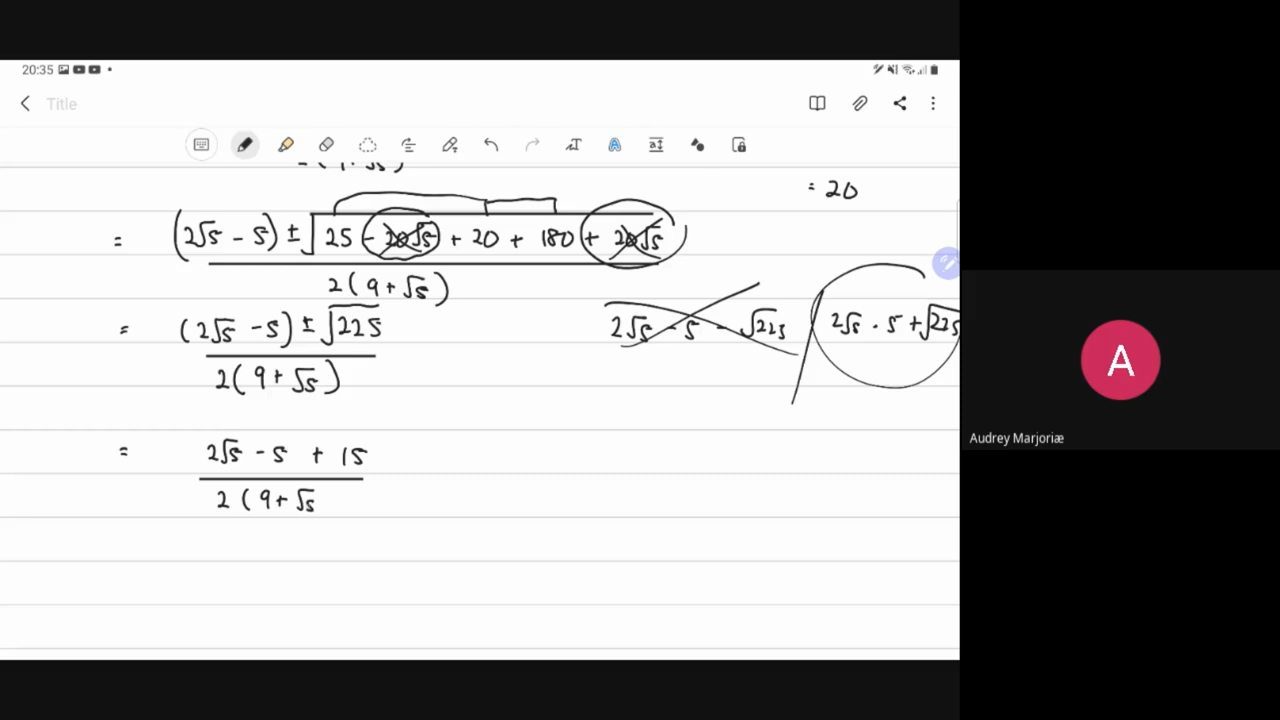 20:35
Title
= (9+√5)
= 20
= (2√5 - 5) ± √25 - 20√5 + 20 + 180 + 20√5
2(9+√5)
= (2√5 - 5) ± √225
2(9+√5)
2√5 - 5 - √225
2√5 - 5 + √225
= 2√5 - 5 + 15
2(9+√5
A
Audrey Marjoriæ